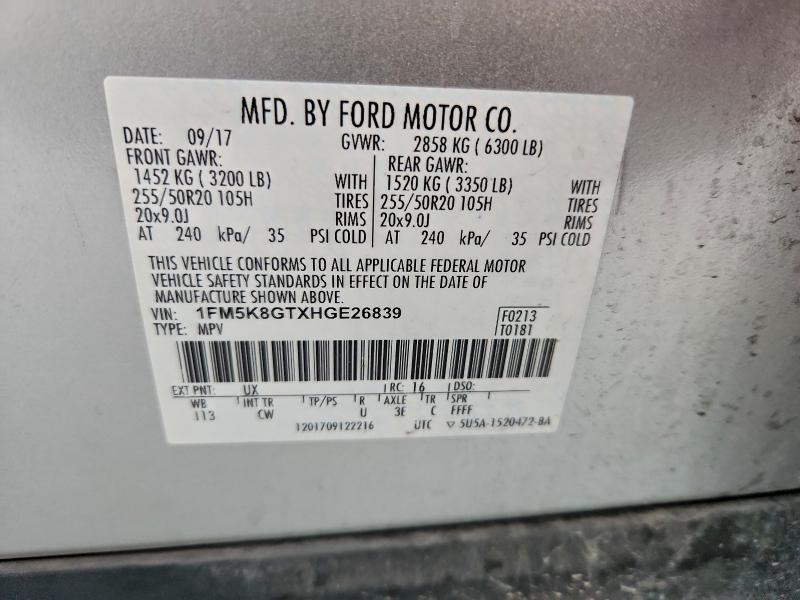 MFD. BY FORD MOTOR CO.
DATE: 09/17 GVWR: 2858 KG ( 6300 LB)
FRONT GAWR: REAR GAWR:
1452 KG ( 3200 LB) WITH 1520 KG ( 3350 LB) WITH
255/50R20 105H TIRES 255/50R20 105H TIRES
20x9.0J RIMS 20x9.0J RIMS
AT 240 kPa/ 35 PSI COLD AT 240 kPa/ 35 PSI COLD
THIS VEHICLE CONFORMS TO ALL APPLICABLE FEDERAL MOTOR
VEHICLE SAFETY STANDARDS IN EFFECT ON THE DATE OF
MANUFACTURE SHOWN ABOVE.
VIN: 1FM5K8GTXHGE26839 F0213
TYPE: MPV T0181
EXT PNT: UX RC: 16 DSO:
WB INT TR TP/PS R AXLE TR SPR
113 CW U 3E C FFFF
1201709122216 UTC ▽ 5U5A-1520472-BA